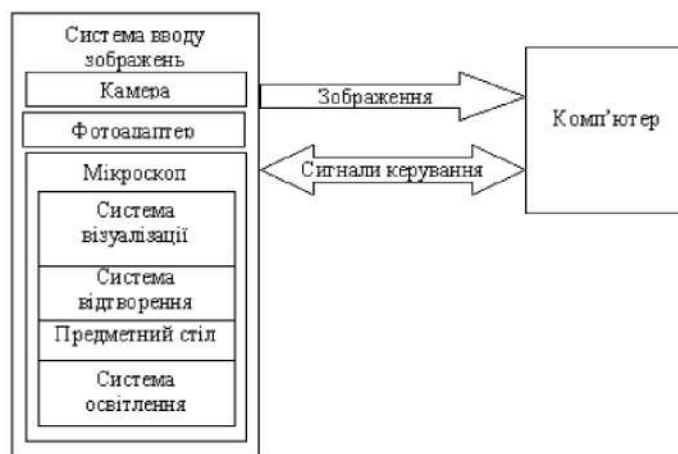 Система вводу
зображень
Камера
Фотоадаптер
Мікроскоп
Система
візуалізації
Система
відтворення
Предметний стіл
Система
освітлення
Зображення
Сигнали керування
Комп'ютер